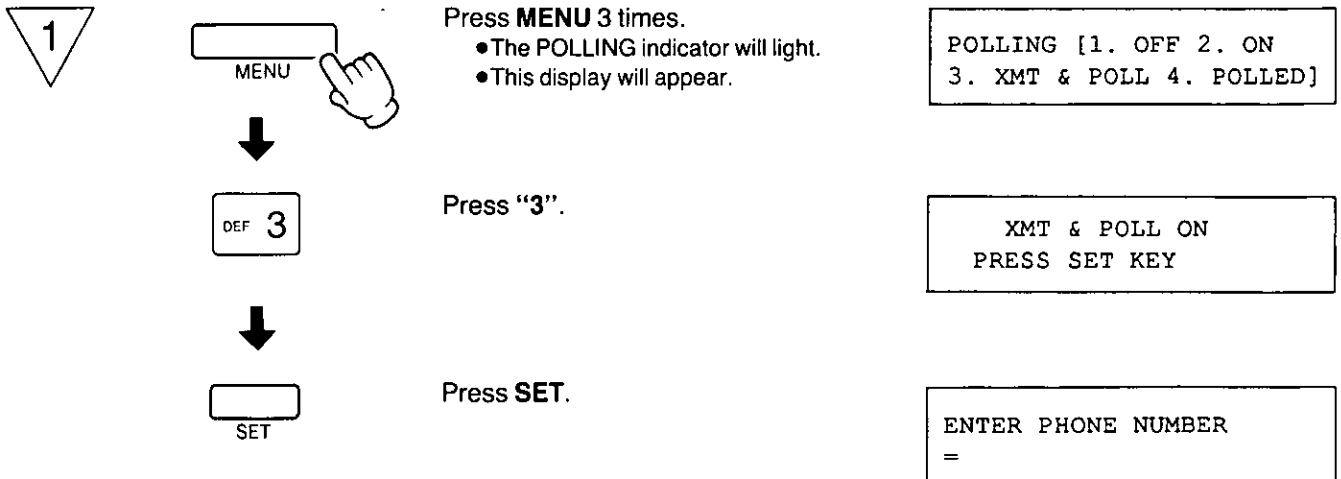 1
MENU
Press MENU 3 times.
●The POLLING indicator will light.
●This display will appear.
POLLING [1. OFF 2. ON
3. XMT & POLL 4. POLLED]
DEF 3
Press "3".
XMT & POLL ON
PRESS SET KEY
SET
Press SET.
ENTER PHONE NUMBER
=